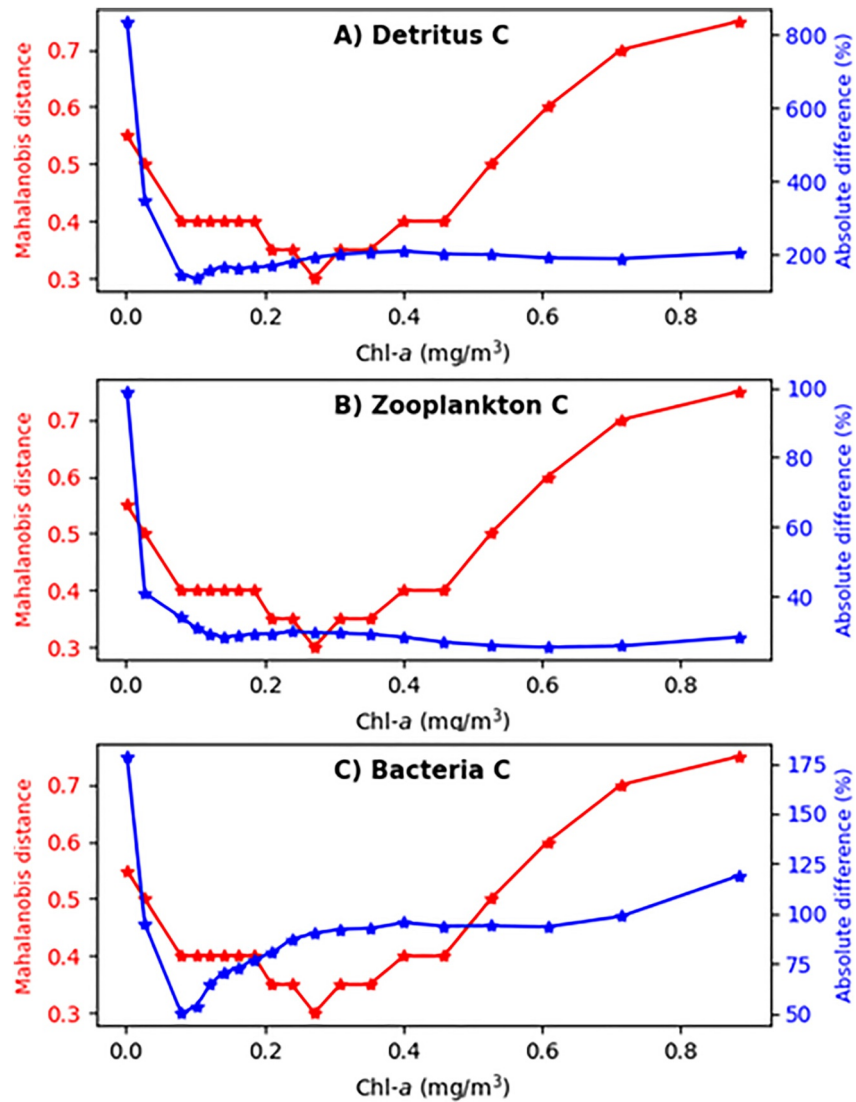 A) Detritus C
Mahalanobis distance
0.7
0.6
0.5
0.4
0.3
800
600
400
200
Absolute difference (%)
0.0 0.2 0.4 0.6 0.8
Chl-a (mg/m³)
B) Zooplankton C
Mahalanobis distance
0.7
0.6
0.5
0.4
0.3
100
80
60
40
Absolute difference (%)
0.0 0.2 0.4 0.6 0.8
Chl-a (mg/m³)
C) Bacteria C
Mahalanobis distance
0.7
0.6
0.5
0.4
0.3
175
150
125
100
75
50
Absolute difference (%)
0.0 0.2 0.4 0.6 0.8
Chl-a (mg/m³)